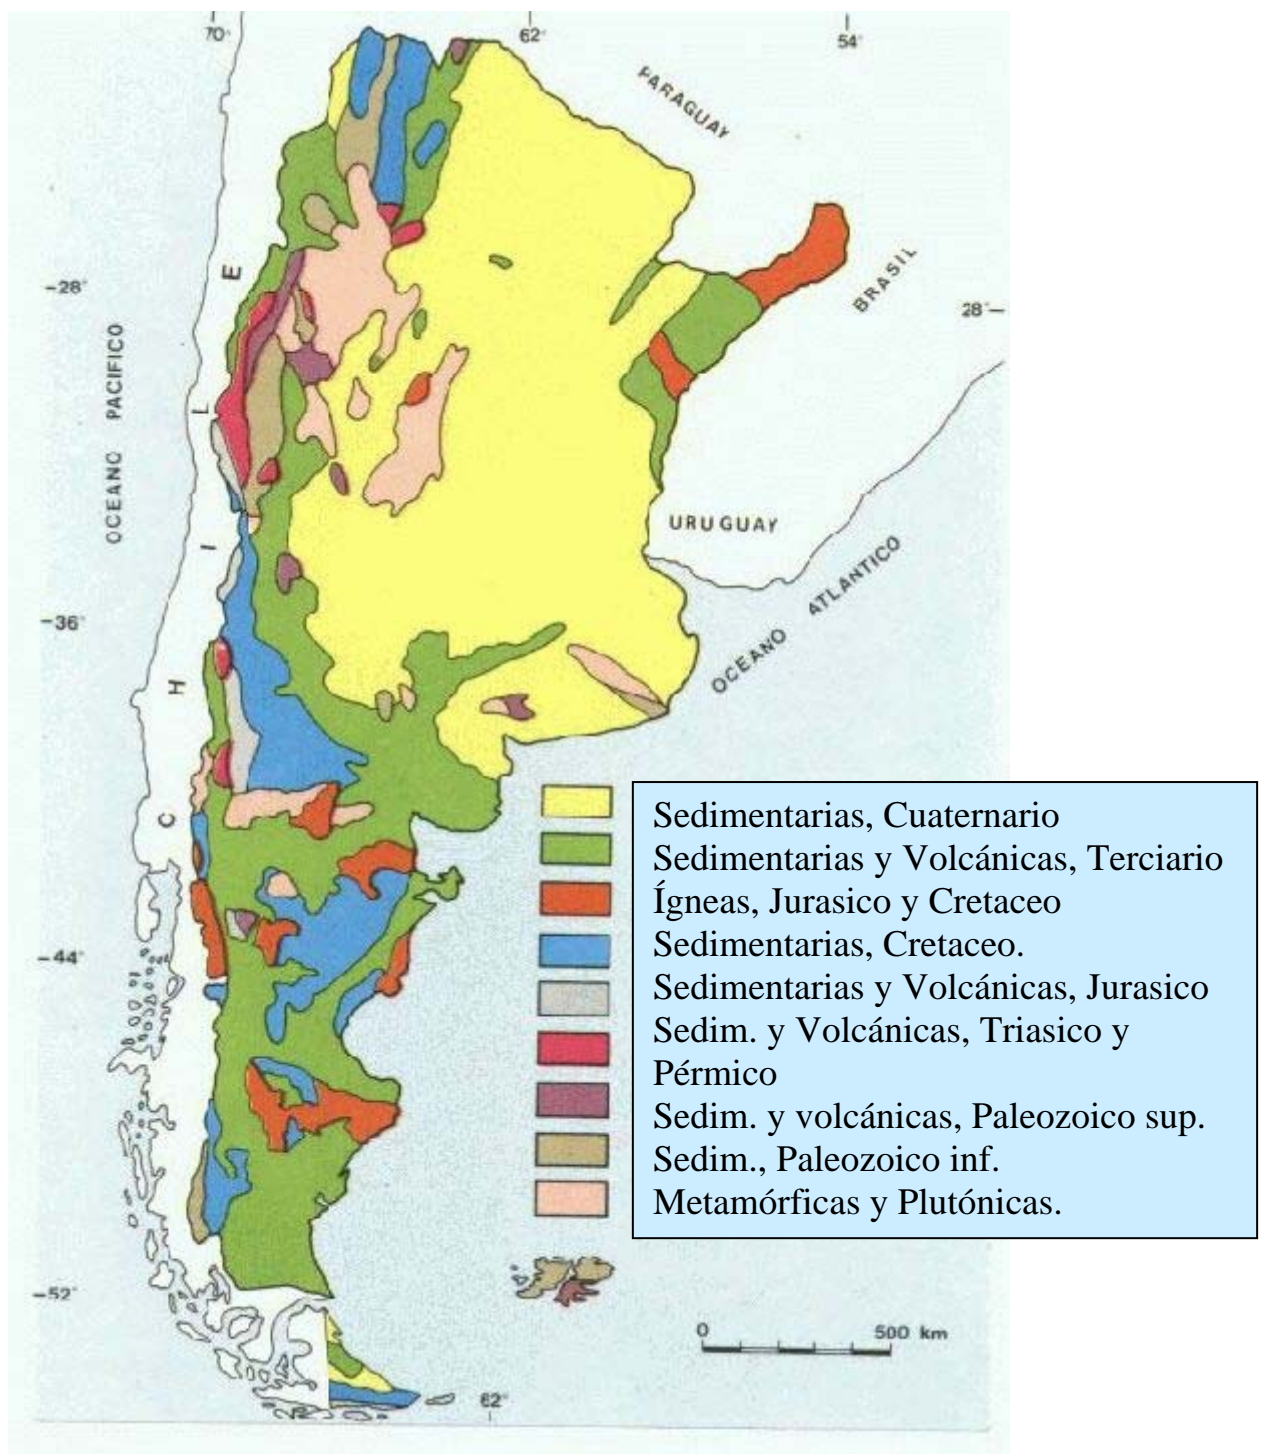 70°
62°
54°
PARAGUAY
BRASIL
-28°
28°-
OCEANO PACIFICO
C H I L E
URUGUAY
OCEANO ATLANTICO
-36°
-44°
-52°
Sedimentarias, Cuaternario
Sedimentarias y Volcánicas, Terciario
Ígneas, Jurasico y Cretaceo
Sedimentarias, Cretaceo.
Sedimentarias y Volcánicas, Jurasico
Sedim. y Volcánicas, Triasico y
Pérmico
Sedim. y volcánicas, Paleozoico sup.
Sedim., Paleozoico inf.
Metamórficas y Plutónicas.
0
500 km
62°